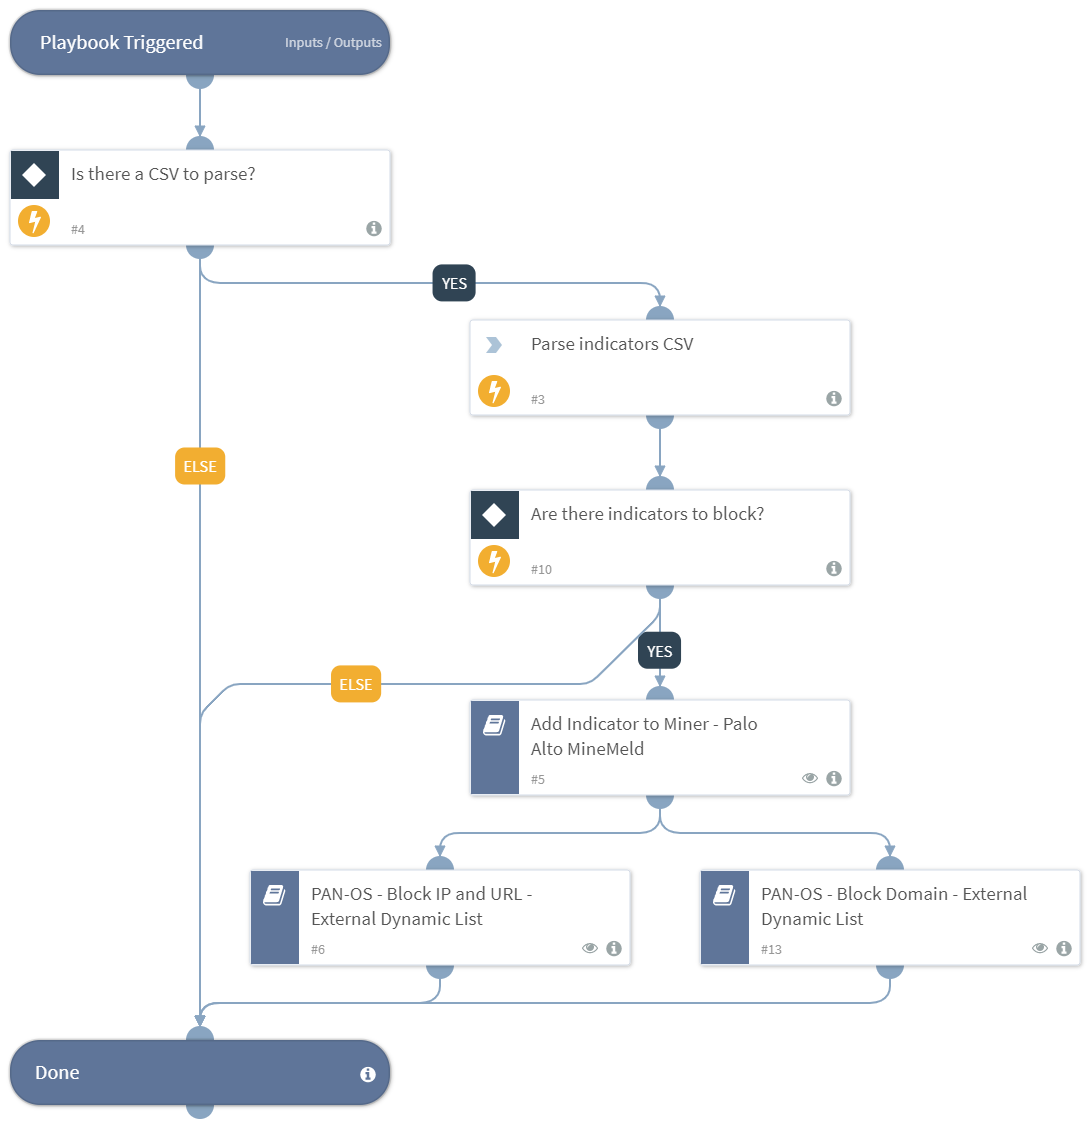 Playbook Triggered
Inputs / Outputs
Is there a CSV to parse?
#4
YES
Parse indicators CSV
#3
ELSE
Are there indicators to block?
#10
YES
ELSE
Add Indicator to Miner - Palo
Alto MineMeld
#5
PAN-OS - Block IP and URL -
External Dynamic List
#6
PAN-OS - Block Domain - External
Dynamic List
#13
Done